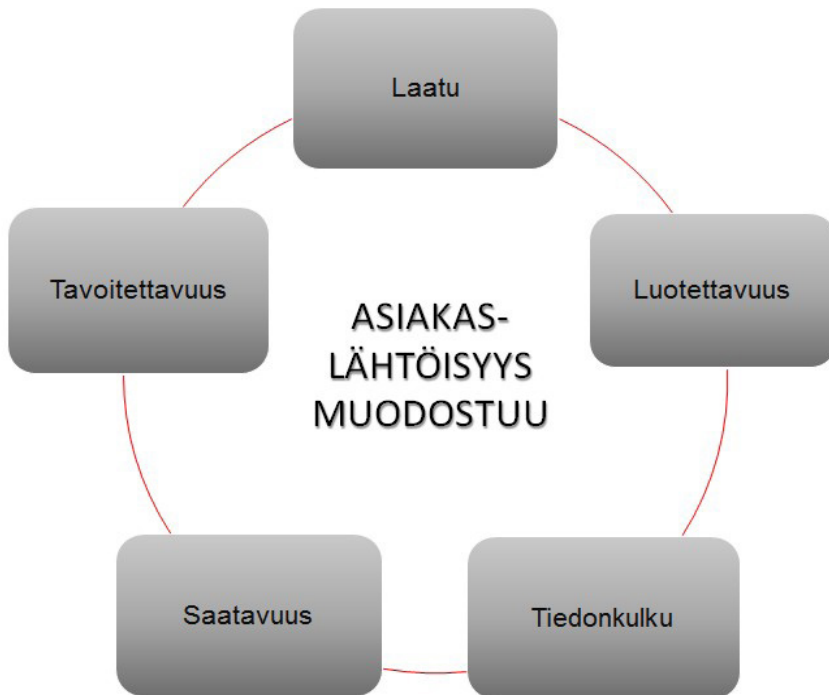 Laatu
Tavoitettavuus
Luotettavuus
ASIAKAS-
LÄHTÖISYYS
MUODOSTUU
Saatavuus
Tiedonkulku